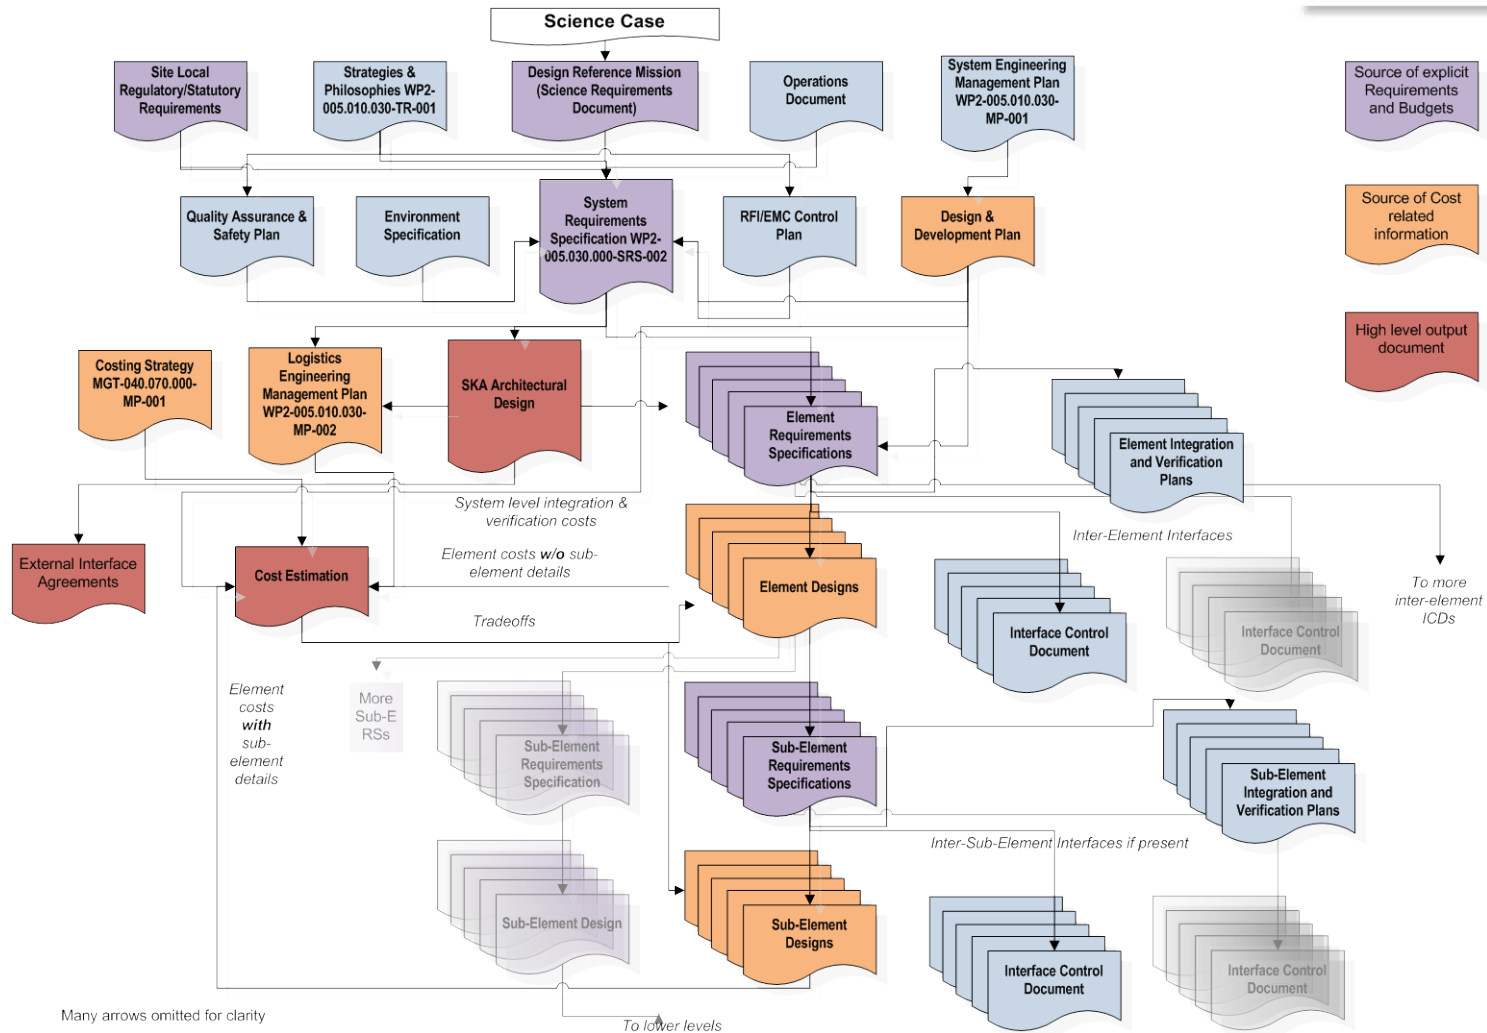 Science Case
Site Local
Regulatory/Statutory
Requirements
Strategies &
Philosophies WP2-
005.010.030-TR-001
Design Reference Mission
(Science Requirements
Document)
Operations
Document
System Engineering
Management Plan
WP2-005.010.030-
MP-001
Source of explicit
Requirements
and Budgets
Quality Assurance &
Safety Plan
Environment
Specification
System
Requirements
Specification WP2-
005.030.000-SRS-002
RFI/EMC Control
Plan
Design &
Development Plan
Source of Cost
related
information
Costing Strategy
MGT-040.070.000-
MP-001
Logistics
Engineering
Management Plan
WP2-005.010.030-
MP-002
SKA Architectural
Design
High level output
document
Element
Requirements
Specifications
Element Integration
and Verification
Plans
System level integration &
verification costs
Inter-Element Interfaces
External Interface
Agreements
Cost Estimation
Element costs w/o sub-
element details
Element Designs
To more
inter-element
ICDs
Tradeoffs
Interface Control
Document
Interface Control
Document
Element
costs
with
sub-
element
details
More
Sub-E
RSs
Sub-Element
Requirements
Specification
Sub-Element
Requirements
Specifications
Sub-Element
Integration and
Verification Plans
Inter-Sub-Element Interfaces if present
Sub-Element Design
Sub-Element
Designs
Interface Control
Document
Interface Control
Document
Many arrows omitted for clarity
To lower levels